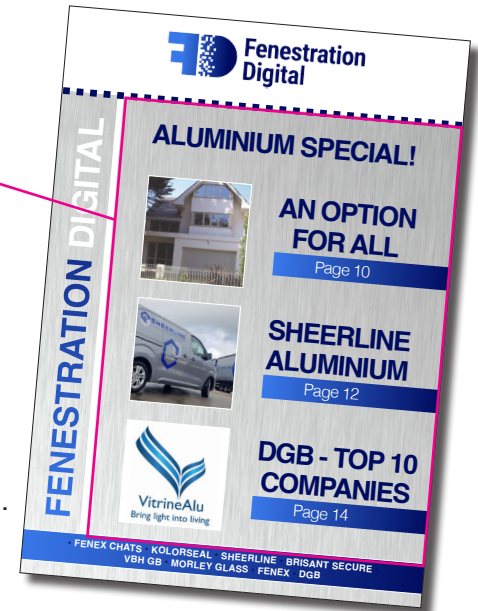 Fenestration
Digital
FENESTRATION DIGITAL
ALUMINIUM SPECIAL!
AN OPTION
FOR ALL
Page 10
SHEERLINE
SHEERLINE
ALUMINIUM
Page 12
VitrineAlu
Bring light into living
DGB - TOP 10
COMPANIES
Page 14
· FENEX CHATS · KOLORSEAL · SHEERLINE · BRISANT SECURE
VBH GB · MORLEY GLASS · FENEX · DGB
.